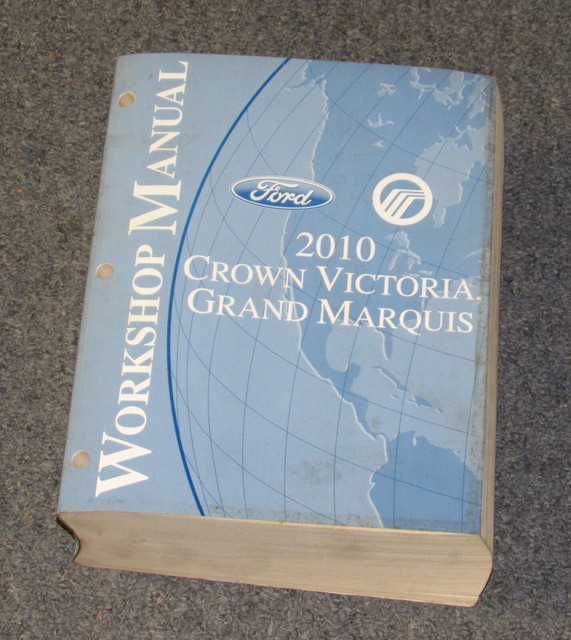 WORKSHOP MANUAL
Ford
2010
CROWN VICTORIA,
GRAND MARQUIS